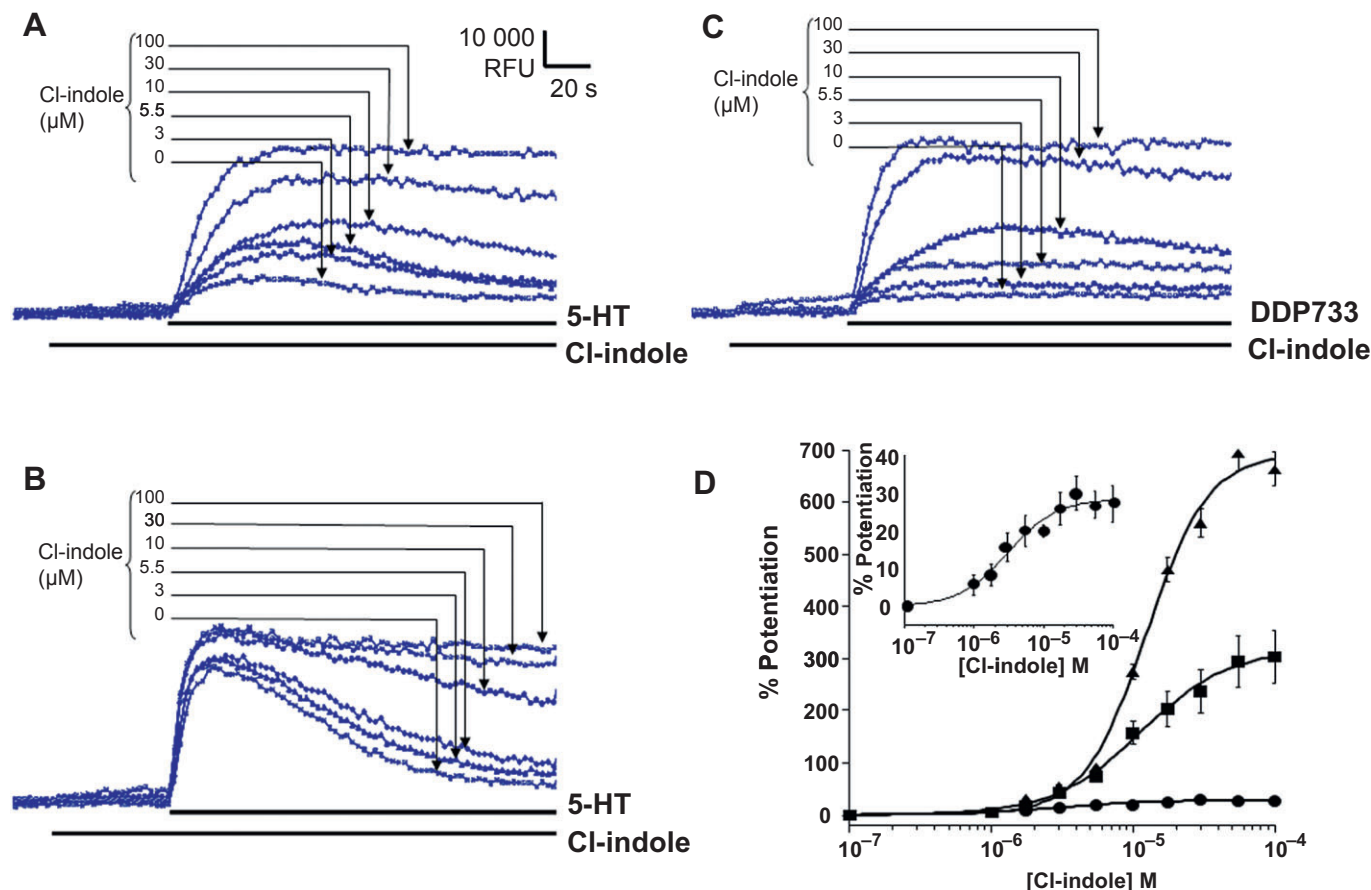 A
100
30
10
5.5
3
0
Cl-indole
(µM)
10 000
RFU
20 s
5-HT
Cl-indole
C
100
30
10
5.5
3
0
Cl-indole
(µM)
DDP733
Cl-indole
B
100
30
10
5.5
3
0
Cl-indole
(µM)
5-HT
Cl-indole
D
% Potentiation
700
600
500
400
300
200
100
0
10⁻⁷
10⁻⁶
10⁻⁵
10⁻⁴
[Cl-indole] M
% Potentiation
40
30
20
10
0
10⁻⁷
10⁻⁶
10⁻⁵
10⁻⁴
[Cl-indole] M